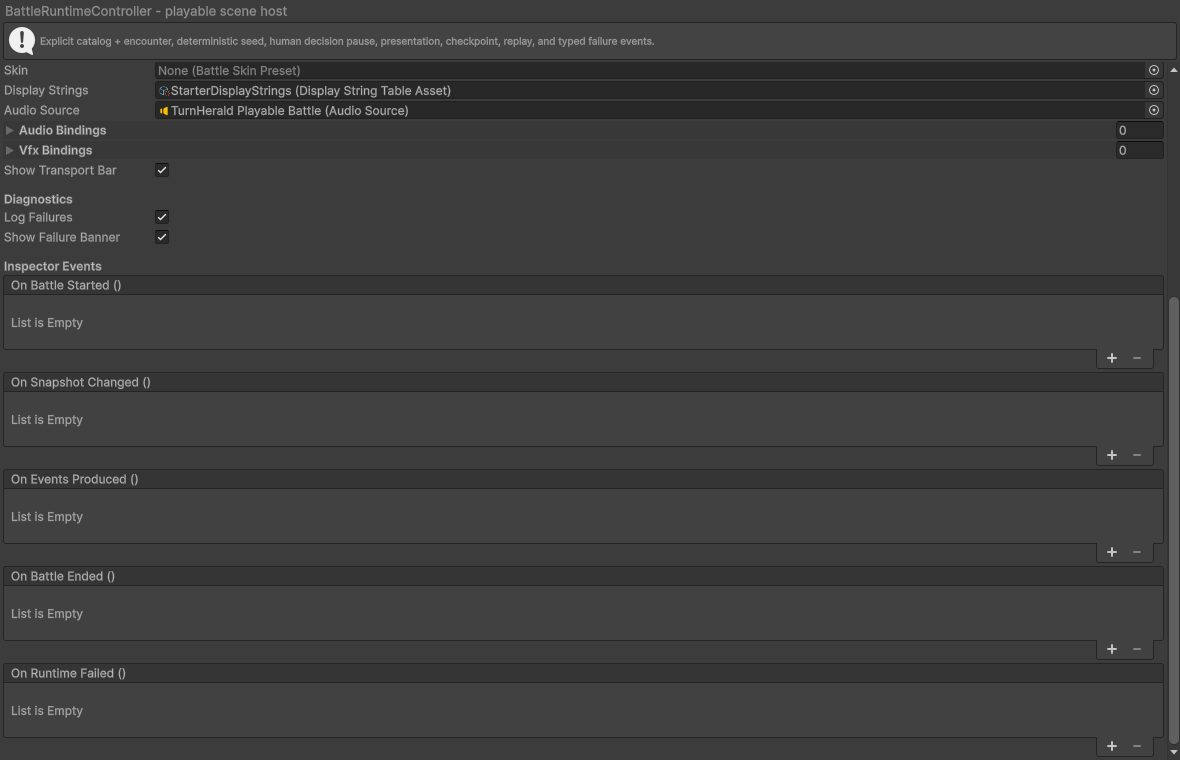 BattleRuntimeController - playable scene host
Explicit catalog + encounter, deterministic seed, human decision pause, presentation, checkpoint, replay, and typed failure events.
Skin None (Battle Skin Preset)
Display Strings StarterDisplayStrings (Display String Table Asset)
Audio Source TurnHerald Playable Battle (Audio Source)
Audio Bindings 0
Vfx Bindings 0
Show Transport Bar
Diagnostics
Log Failures
Show Failure Banner
Inspector Events
On Battle Started ()
List is Empty
+ −
On Snapshot Changed ()
List is Empty
+ −
On Events Produced ()
List is Empty
+ −
On Battle Ended ()
List is Empty
+ −
On Runtime Failed ()
List is Empty
+ −